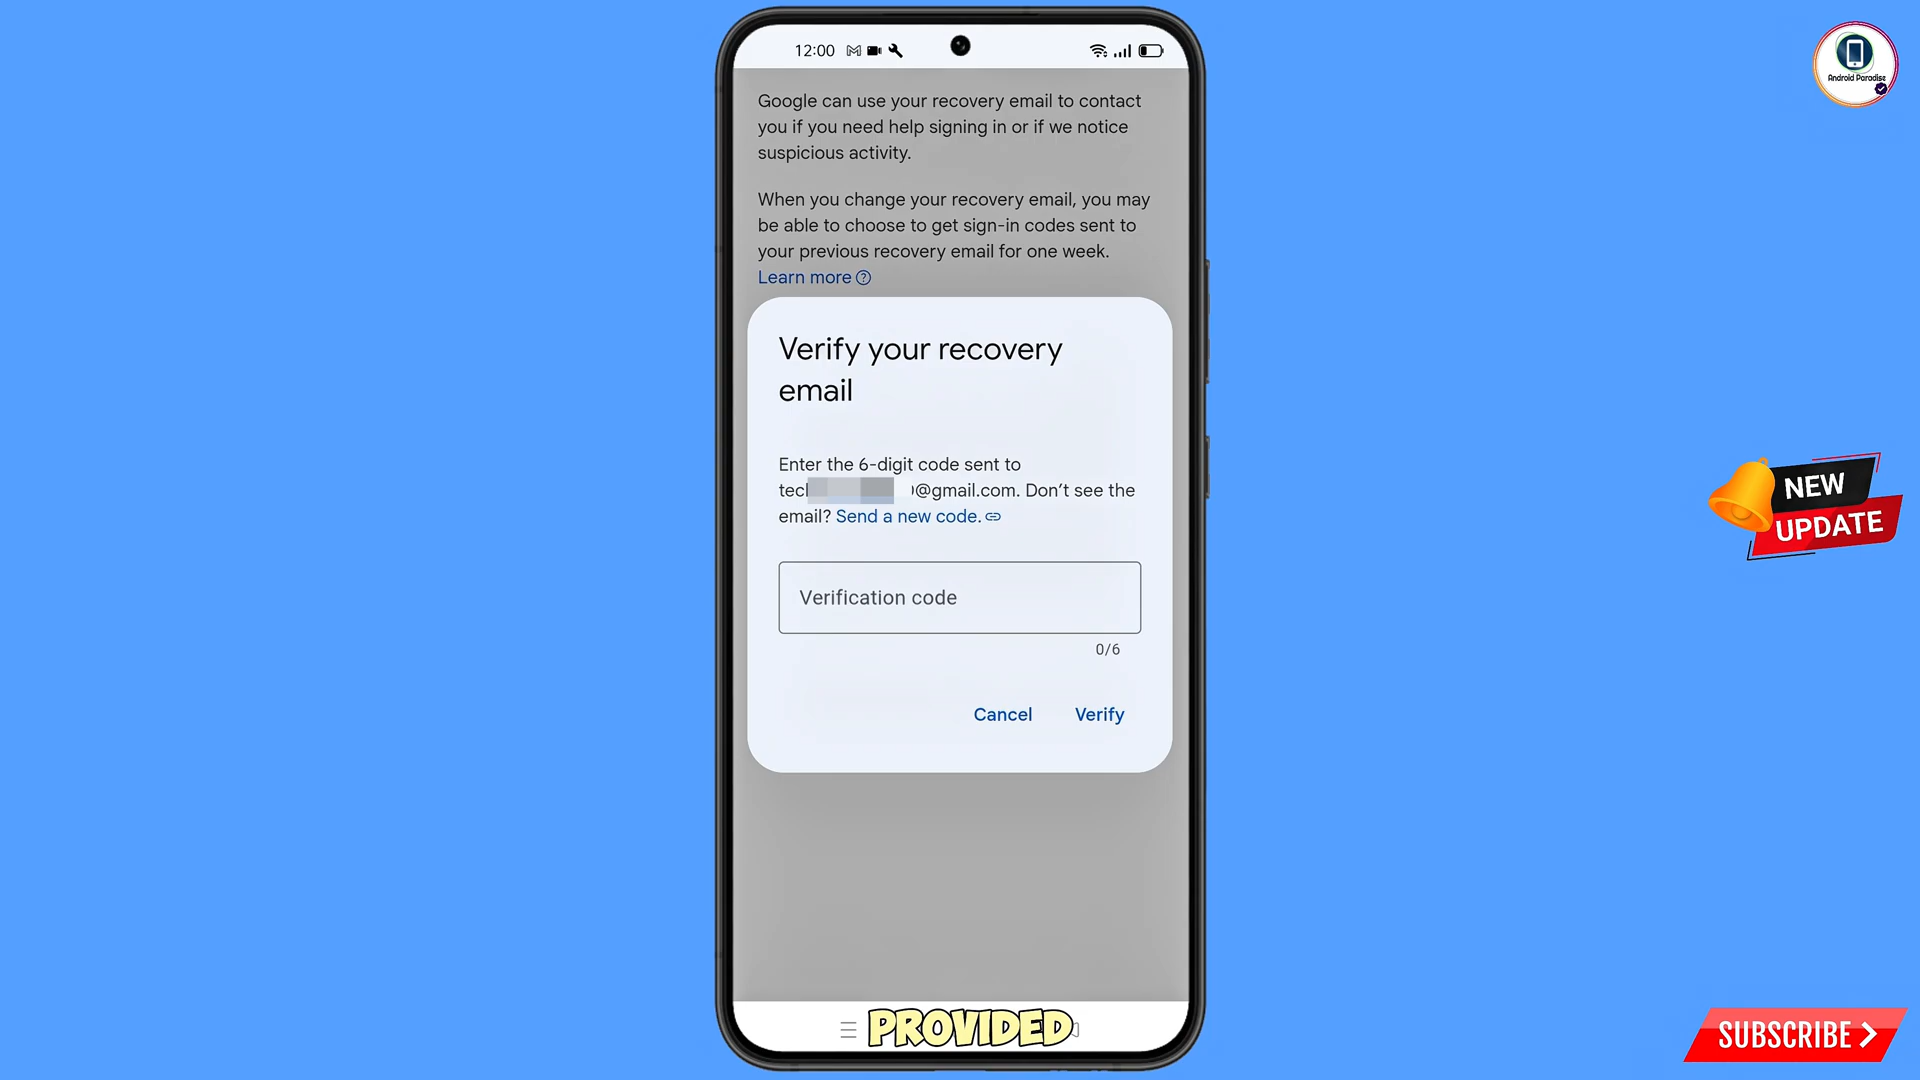 12:00
Android Paradise
Google can use your recovery email to contact
you if you need help signing in or if we notice
suspicious activity.
When you change your recovery email, you may
be able to choose to get sign-in codes sent to
your previous recovery email for one week.
Learn more
Verify your recovery
email
Enter the 6-digit code sent to
tecl @gmail.com. Don't see the
email? Send a new code.
Verification code
0/6
Cancel Verify
NEW
UPDATE
PROVIDED
SUBSCRIBE